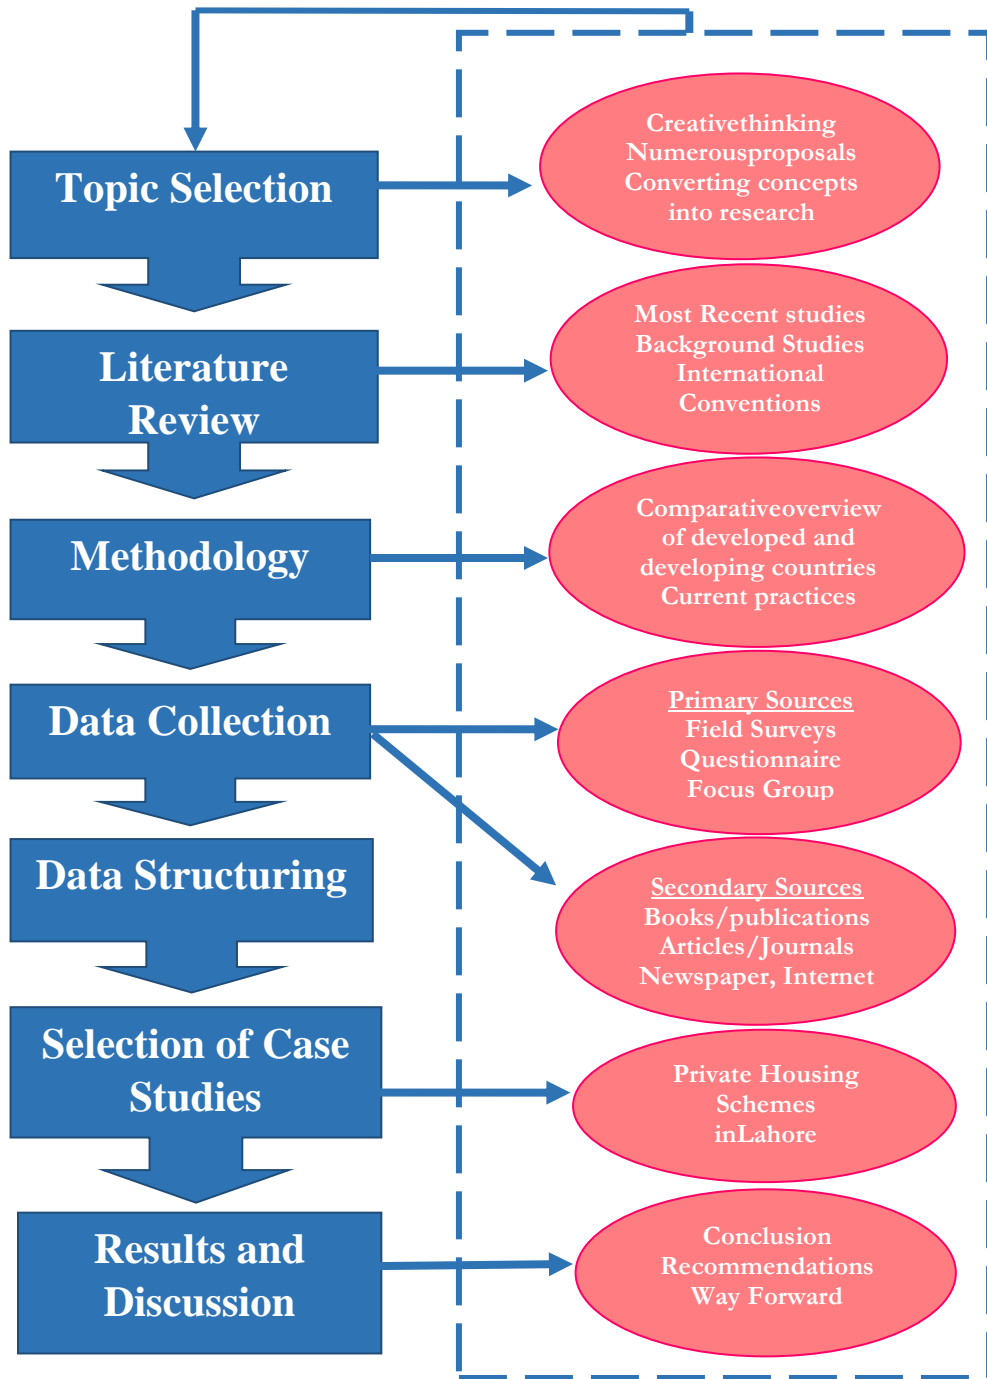 Topic Selection
Creativethinking
Numerousproposals
Converting concepts
into research
Literature
Review
Most Recent studies
Background Studies
International
Conventions
Methodology
Comparativeoverview
of developed and
developing countries
Current practices
Data Collection
Primary Sources
Field Surveys
Questionnaire
Focus Group
Secondary Sources
Books/publications
Articles/Journals
Newspaper, Internet
Data Structuring
Selection of Case
Studies
Private Housing
Schemes
inLahore
Results and
Discussion
Conclusion
Recommendations
Way Forward